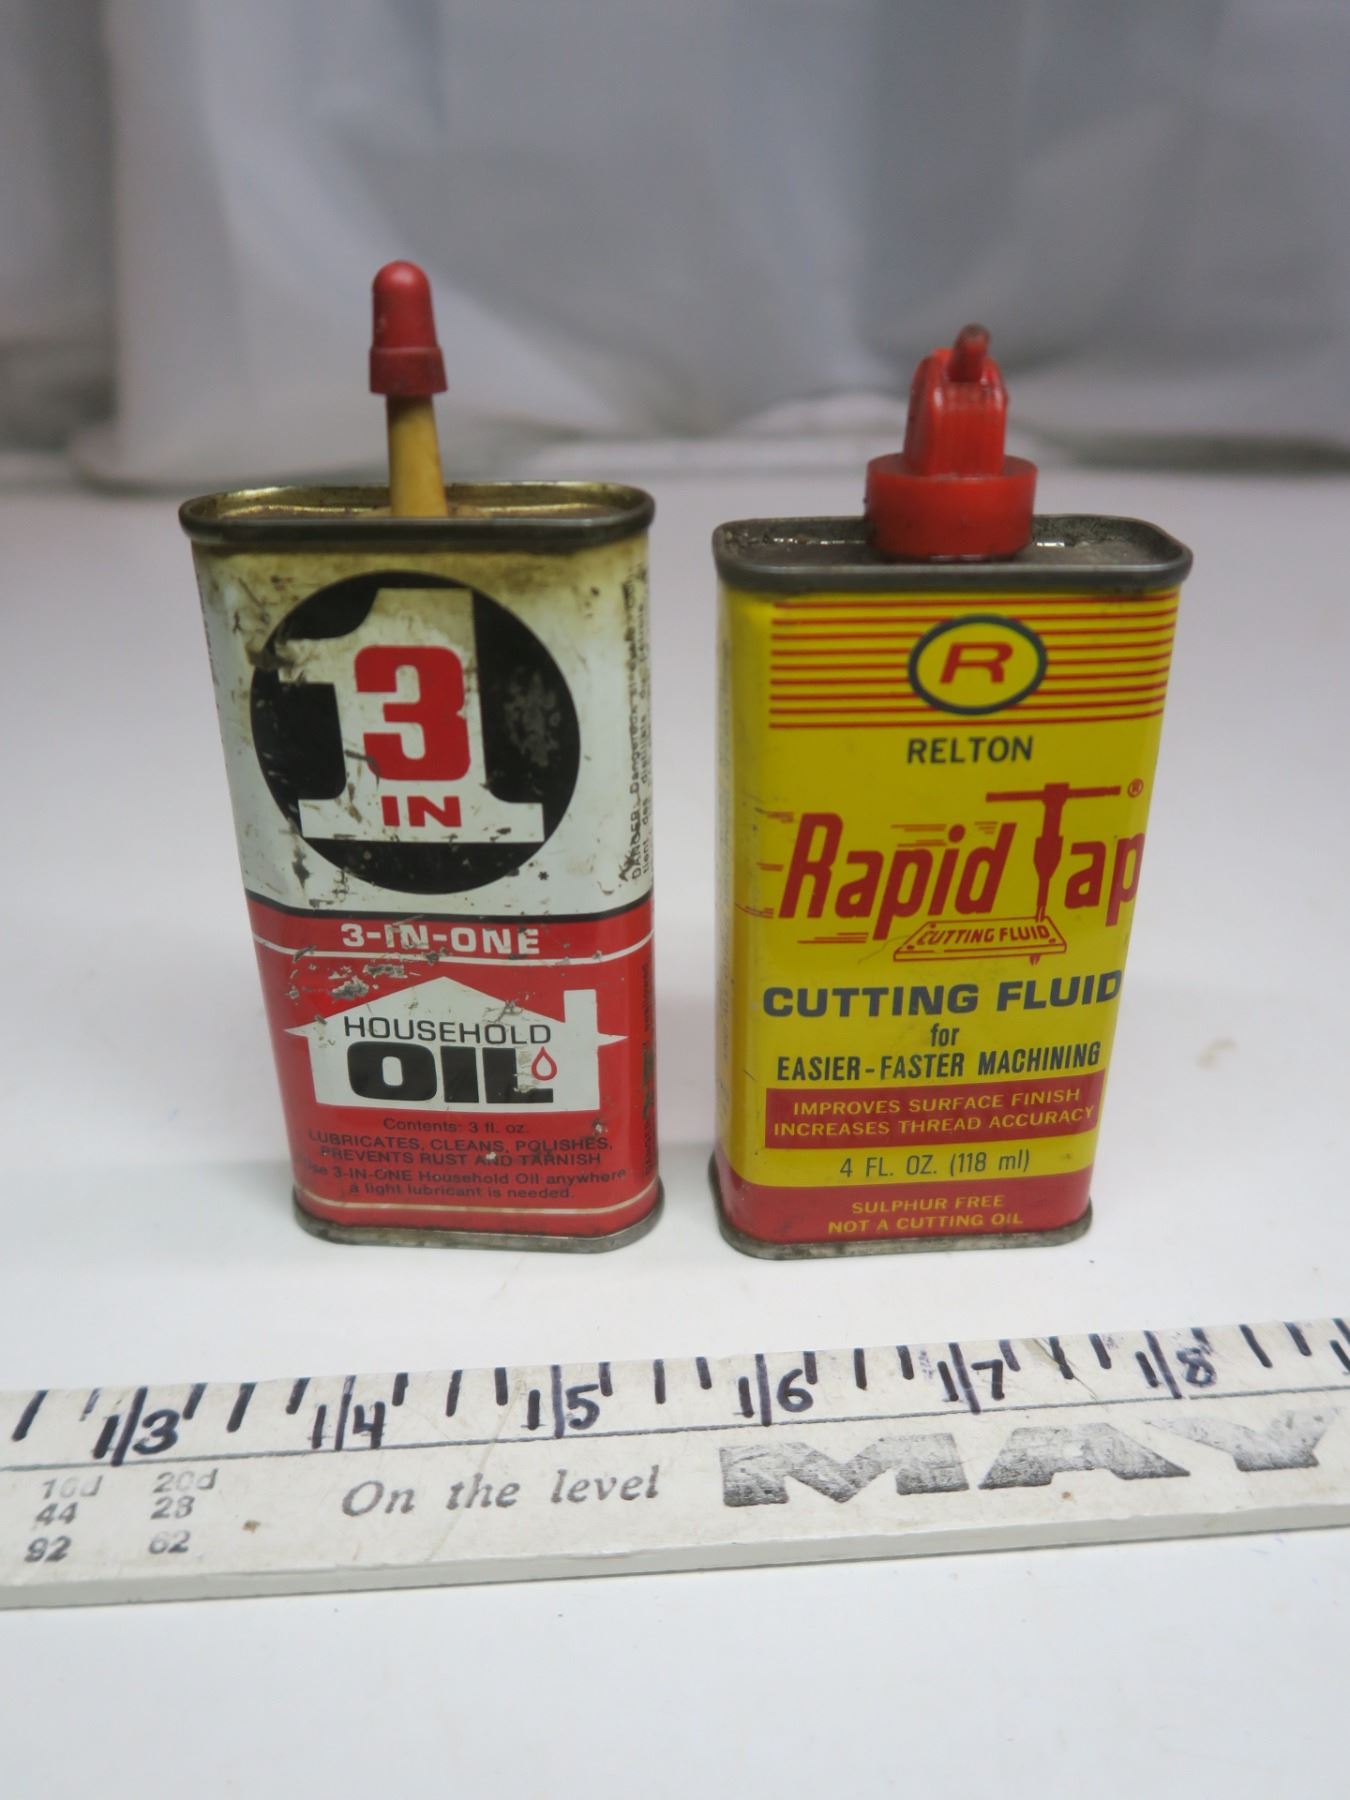 1
3
IN
3-IN-ONE
HOUSEHOLD
OIL
Contents: 3 fl. oz.
LUBRICATES, CLEANS, POLISHES,
PREVENTS RUST AND TARNISH
Use 3-IN-ONE Household Oil anywhere
a light lubricant is needed.
DANGER:
R
RELTON
Rapid Tap®
CUTTING FLUID
CUTTING FLUID
for
EASIER-FASTER MACHINING
IMPROVES SURFACE FINISH
INCREASES THREAD ACCURACY
4 FL. OZ. (118 ml)
SULPHUR FREE
NOT A CUTTING OIL
3 4 5 6 7 8
16d 20d
44 28
92 62
On the level MAY